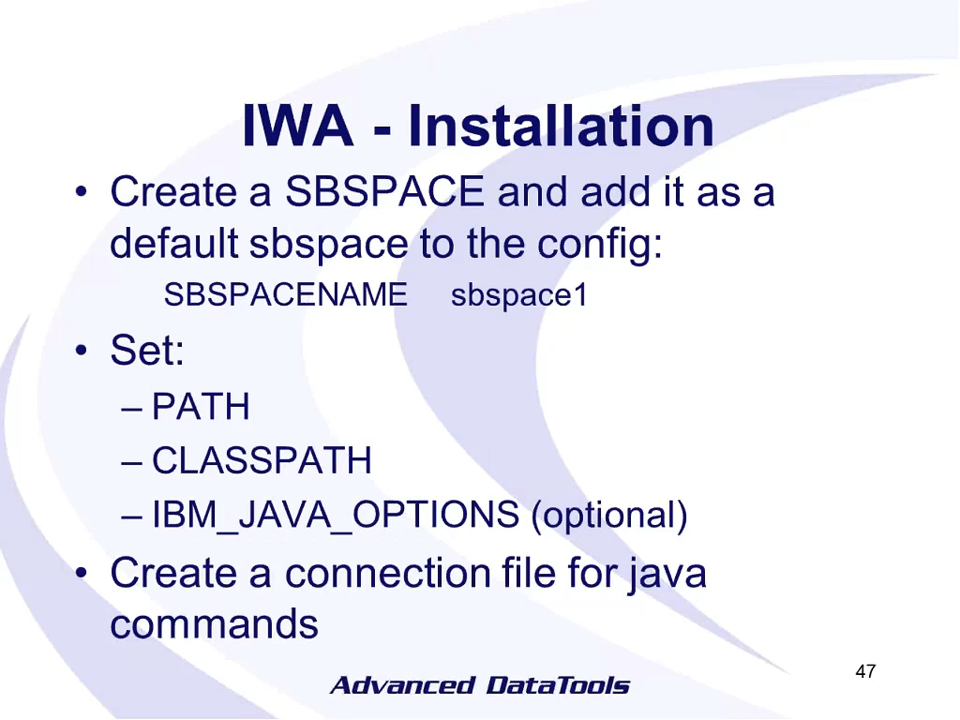 IWA - Installation
• Create a SBSPACE and add it as a
default sbspace to the config:
SBSPACENAME sbspace1
• Set:
– PATH
– CLASSPATH
– IBM_JAVA_OPTIONS (optional)
• Create a connection file for java
commands
Advanced DataTools
47